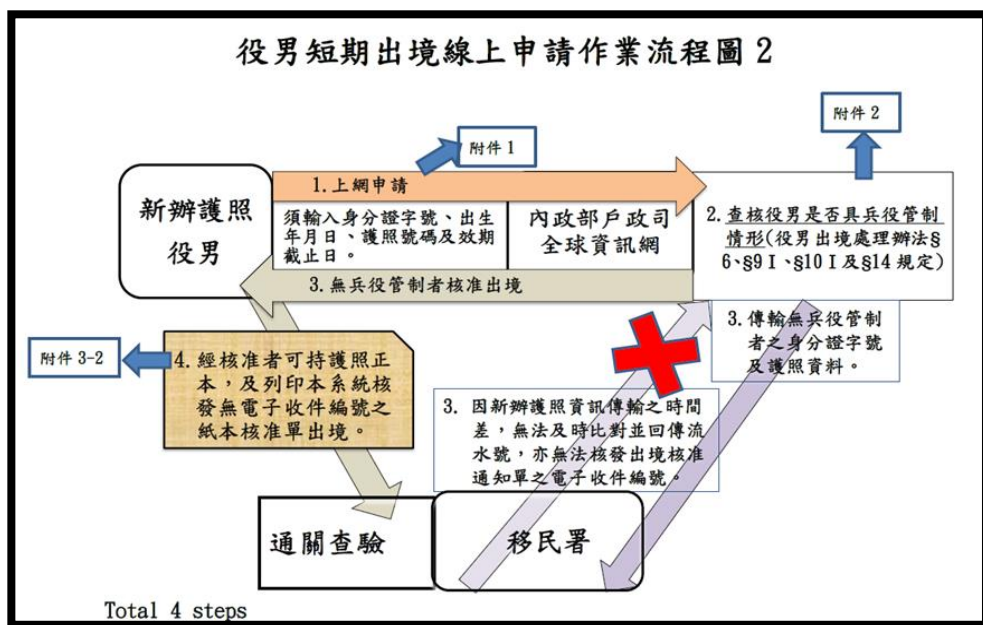 役男短期出境線上申請作業流程圖 2
附件 2
附件 1
1.上網申請
新辦護照
役男
須輸入身分證字號、出生
年月日、護照號碼及效期
截止日。
內政部戶政司
全球資訊網
2.查核役男是否具兵役管制
情形(役男出境處理辦法§
6、§9Ⅰ、§10Ⅰ及§14 規定)
3.無兵役管制者核准出境
3.傳輸無兵役管制
者之身分證字號
及護照資料。
附件 3-2
4.經核准者可持護照正
本，及列印本系統核
發無電子收件編號之
紙本核准單出境。
3. 因新辦護照資訊傳輸之時間
差，無法及時比對並回傳流
水號，亦無法核發出境核准
通知單之電子收件編號。
通關查驗
移民署
Total 4 steps